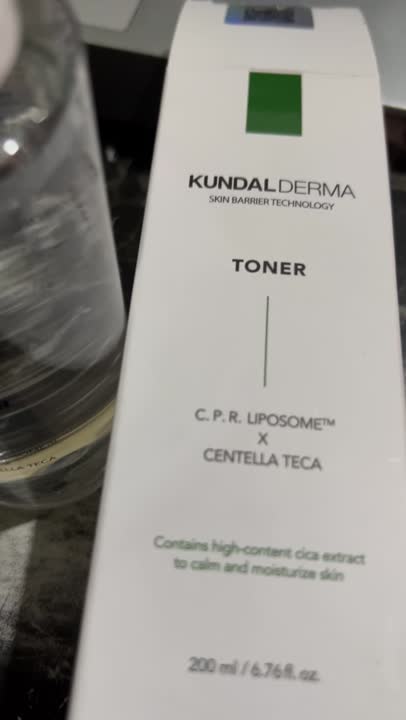 KUNDALDERMA
SKIN BARRIER TECHNOLOGY
TONER
C.P.R. LIPOSOME™
X
CENTELLA TECA
Contains high-content cica extract
to calm and moisturize skin
200 ml / 6.76 fl. oz.
TECA